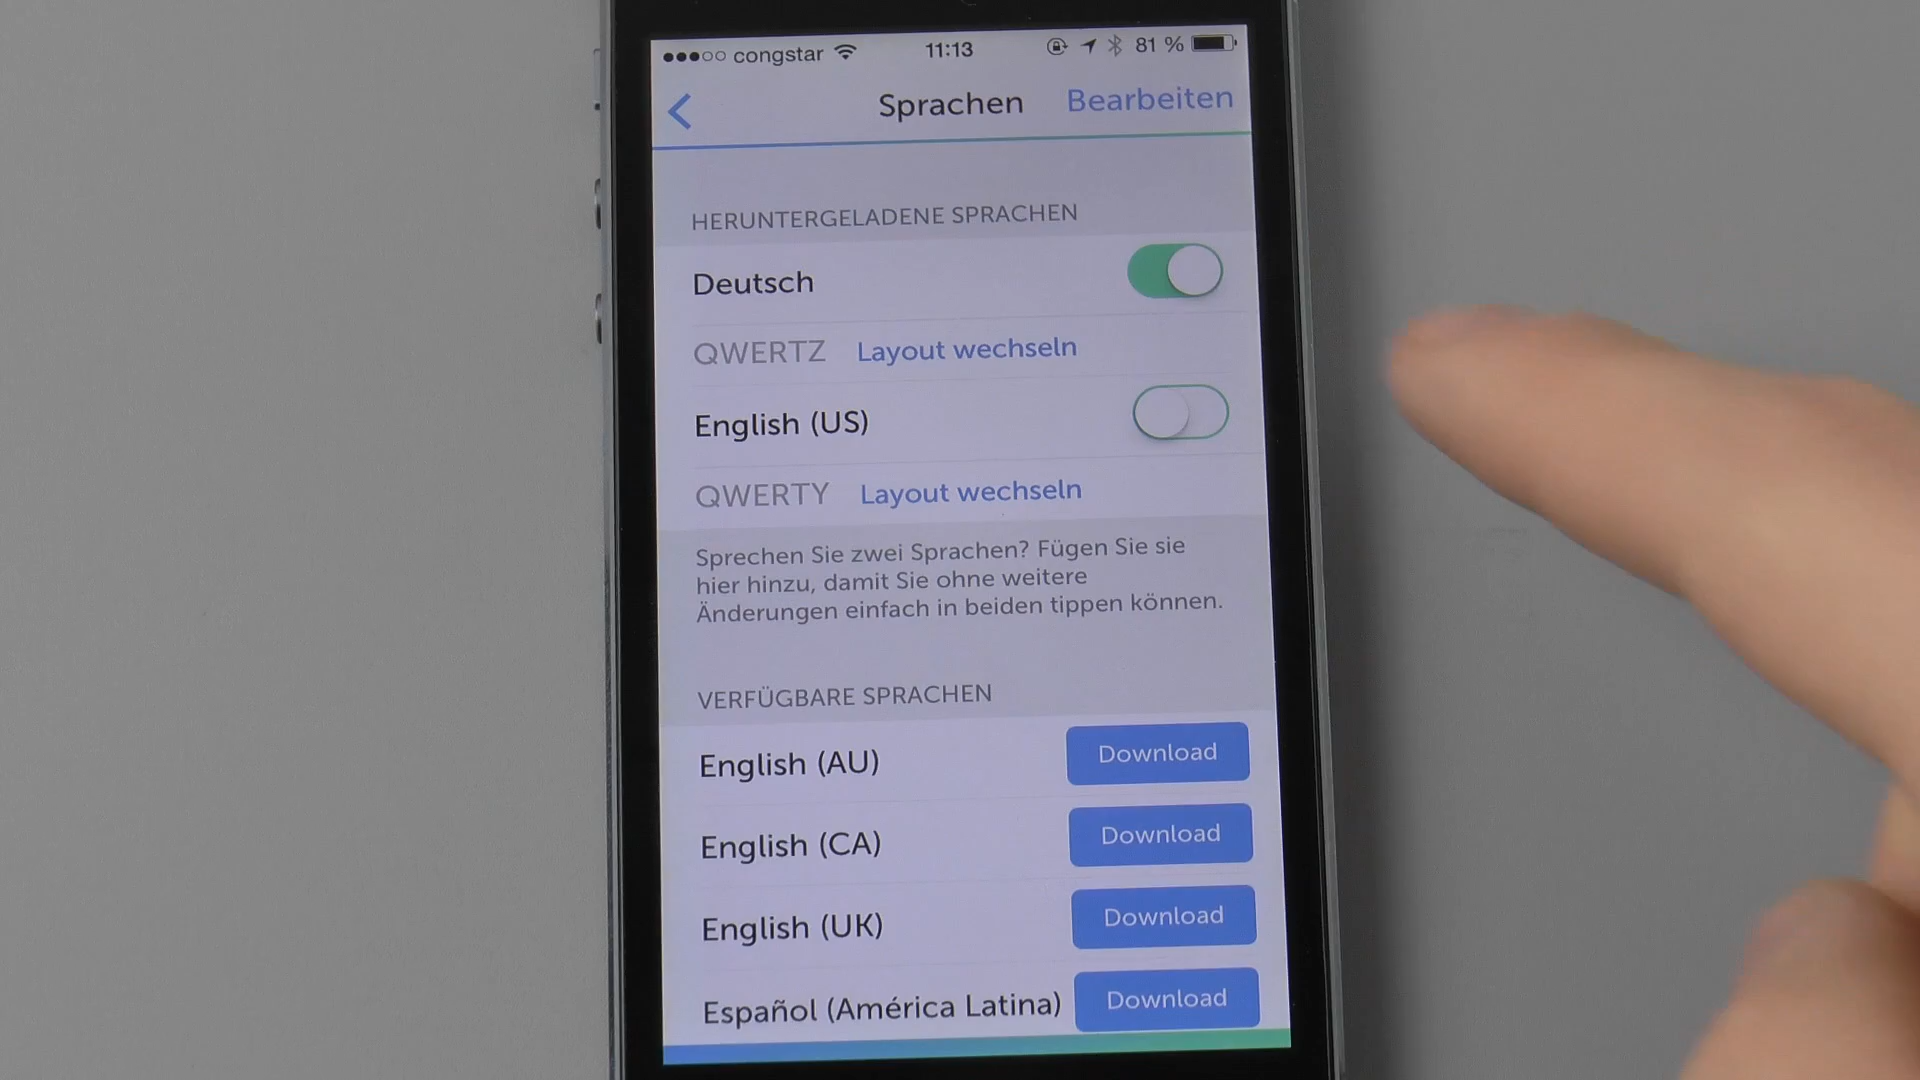 congstar 11:13 81 %
Sprachen Bearbeiten
HERUNTERGELADENE SPRACHEN
Deutsch
QWERTZ Layout wechseln
English (US)
QWERTY Layout wechseln
Sprechen Sie zwei Sprachen? Fügen Sie sie
hier hinzu, damit Sie ohne weitere
Änderungen einfach in beiden tippen können.
VERFÜGBARE SPRACHEN
English (AU) Download
English (CA) Download
English (UK) Download
Español (América Latina) Download